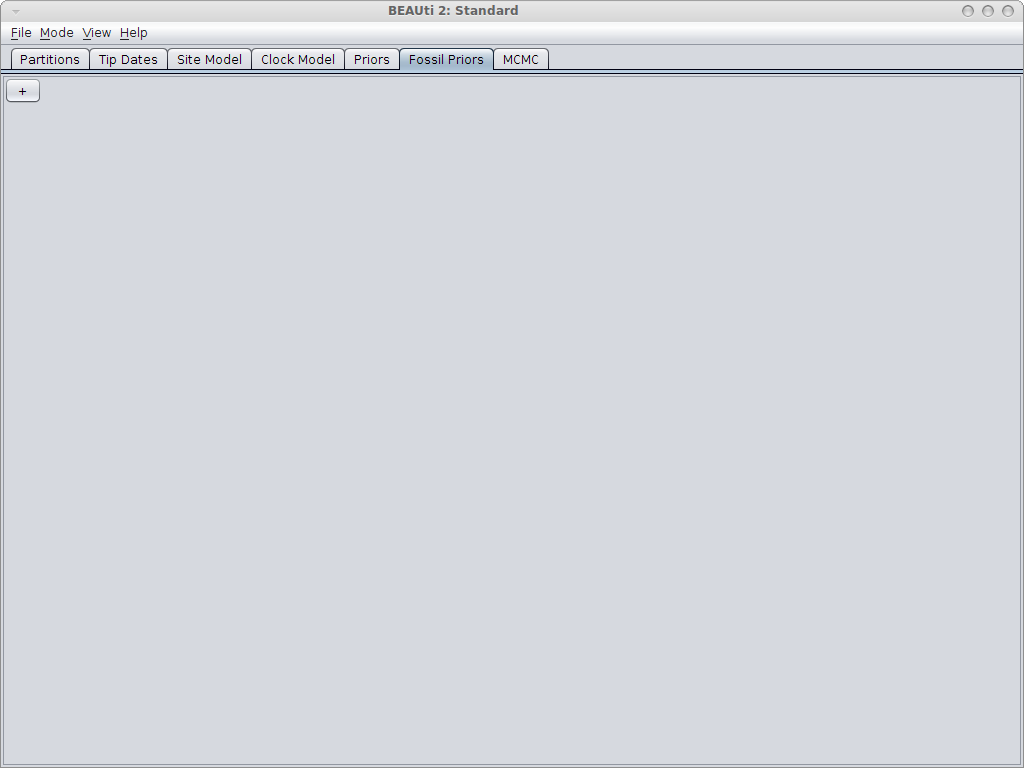 BEAUti 2: Standard
File Mode View Help
Partitions Tip Dates Site Model Clock Model Priors Fossil Priors MCMC
+